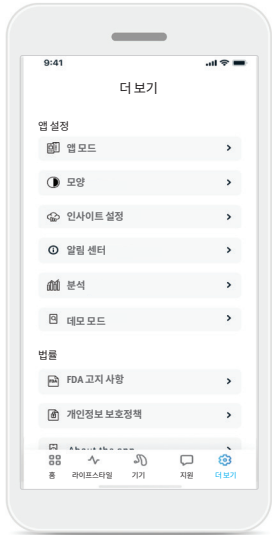 9:41
더 보기
앱 설정
앱 모드
모양
인사이트 설정
알림 센터
분석
데모 모드
법률
FDA 고지 사항
개인정보 보호정책
About the app
홈 라이프스타일 기기 지원 더 보기